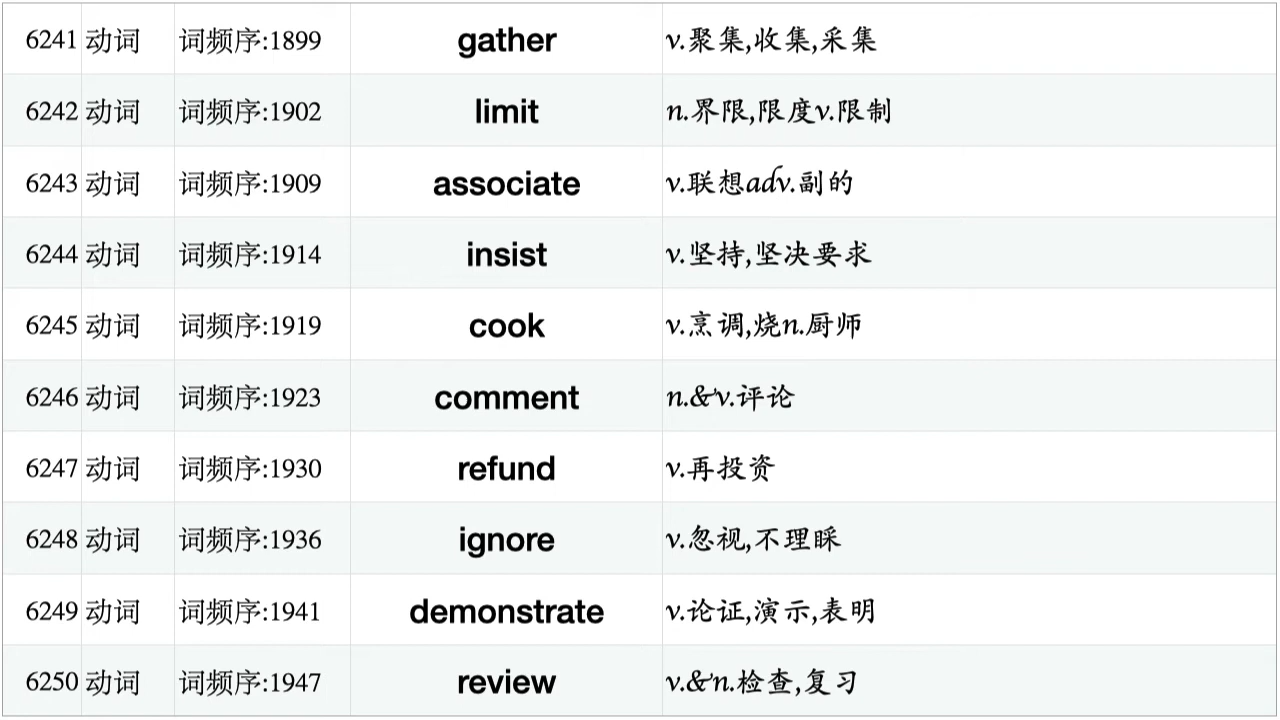 6241 动词 词频序:1899 gather v.聚集,收集,采集
6242 动词 词频序:1902 limit n.界限,限度v.限制
6243 动词 词频序:1909 associate v.联想adv.副的
6244 动词 词频序:1914 insist v.坚持,坚决要求
6245 动词 词频序:1919 cook v.烹调,烧n.厨师
6246 动词 词频序:1923 comment n.&v.评论
6247 动词 词频序:1930 refund v.再投资
6248 动词 词频序:1936 ignore v.忽视,不理睬
6249 动词 词频序:1941 demonstrate v.论证,演示,表明
6250 动词 词频序:1947 review v.&n.检查,复习